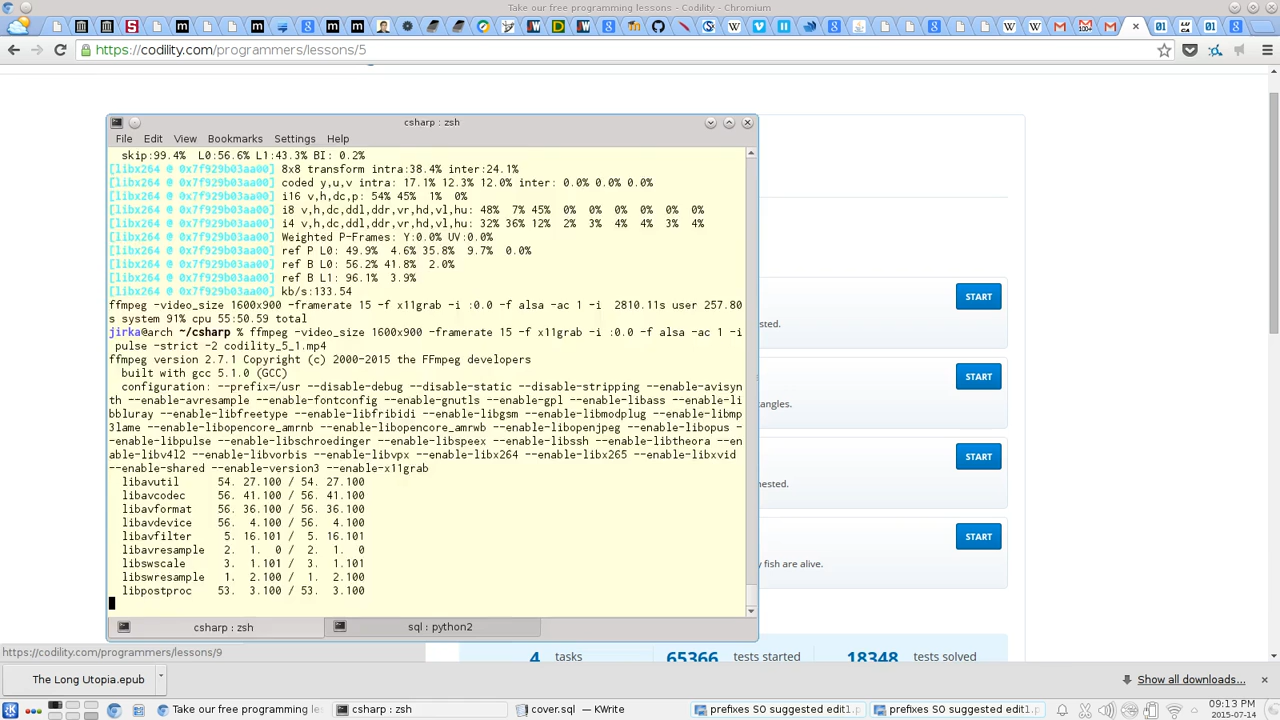 Take our free programming lessons - Codility - Chromium
https://codility.com/programmers/lessons/5
csharp : zsh
File Edit View Bookmarks Settings Help
skip:99.4% L0:56.6% L1:43.3% BI: 0.2%
[libx264 @ 0x7f929b03aa00] 8x8 transform intra:38.4% inter:24.1%
[libx264 @ 0x7f929b03aa00] coded y,u,v intra: 17.1% 12.3% 12.0% inter: 0.0% 0.0% 0.0%
[libx264 @ 0x7f929b03aa00] i16 v,h,dc,p: 54% 45% 1% 0%
[libx264 @ 0x7f929b03aa00] i8 v,h,dc,ddl,ddr,vr,hd,vl,hu: 48% 7% 45% 0% 0% 0% 0% 0% 0%
[libx264 @ 0x7f929b03aa00] i4 v,h,dc,ddl,ddr,vr,hd,vl,hu: 32% 36% 12% 2% 3% 4% 4% 3% 4%
[libx264 @ 0x7f929b03aa00] Weighted P-Frames: Y:0.0% UV:0.0%
[libx264 @ 0x7f929b03aa00] ref P L0: 49.9% 4.6% 35.8% 9.7% 0.0%
[libx264 @ 0x7f929b03aa00] ref B L0: 56.2% 41.8% 2.0%
[libx264 @ 0x7f929b03aa00] ref B L1: 96.1% 3.9%
[libx264 @ 0x7f929b03aa00] kb/s:133.54
ffmpeg -video_size 1600x900 -framerate 15 -f x11grab -i :0.0 -f alsa -ac 1 -i 2810.11s user 257.80
s system 91% cpu 55:50.59 total
jirka@arch ~/csharp % ffmpeg -video_size 1600x900 -framerate 15 -f x11grab -i :0.0 -f alsa -ac 1 -i
pulse -strict -2 codility_5_1.mp4
ffmpeg version 2.7.1 Copyright (c) 2000-2015 the FFmpeg developers
built with gcc 5.1.0 (GCC)
configuration: --prefix=/usr --disable-debug --disable-static --disable-stripping --enable-avisyn
th --enable-avresample --enable-fontconfig --enable-gnutls --enable-gpl --enable-libass --enable-li
bbluray --enable-libfreetype --enable-libfribidi --enable-libgsm --enable-libmodplug --enable-libmp
3lame --enable-libopencore_amrnb --enable-libopencore_amrwb --enable-libopenjpeg --enable-libopus -
-enable-libpulse --enable-libschroedinger --enable-libspeex --enable-libssh --enable-libtheora --en
able-libv4l2 --enable-libvorbis --enable-libvpx --enable-libx264 --enable-libx265 --enable-libxvid
--enable-shared --enable-version3 --enable-x11grab
libavutil 54. 27.100 / 54. 27.100
libavcodec 56. 41.100 / 56. 41.100
libavformat 56. 36.100 / 56. 36.100
libavdevice 56. 4.100 / 56. 4.100
libavfilter 5. 16.101 / 5. 16.101
libavresample 2. 1. 0 / 2. 1. 0
libswscale 3. 1.101 / 3. 1.101
libswresample 1. 2.100 / 1. 2.100
libpostproc 53. 3.100 / 53. 3.100
csharp : zsh
sql : python2
START
ested.
START
tangles.
START
nested.
START
y fish are alive.
4 tasks 65366 tests started 18348 tests solved
https://codility.com/programmers/lessons/9
The Long Utopia.epub
Show all downloads...
Take our free programming les
csharp : zsh
cover.sql — KWrite
prefixes SO suggested edit1.p
prefixes SO suggested edit1.p
09:13 PM
2015-07-14